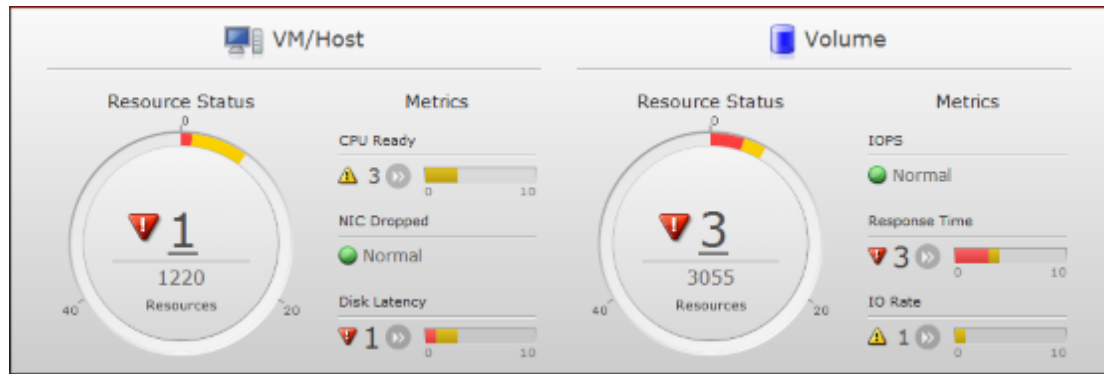 VM/Host
Resource Status
0
20
40
1
1220
Resources
Metrics
CPU Ready
3
0 10
NIC Dropped
Normal
Disk Latency
1
0 10
Volume
Resource Status
0
20
40
3
3055
Resources
Metrics
IOPS
Normal
Response Time
3
0 10
IO Rate
1
0 10